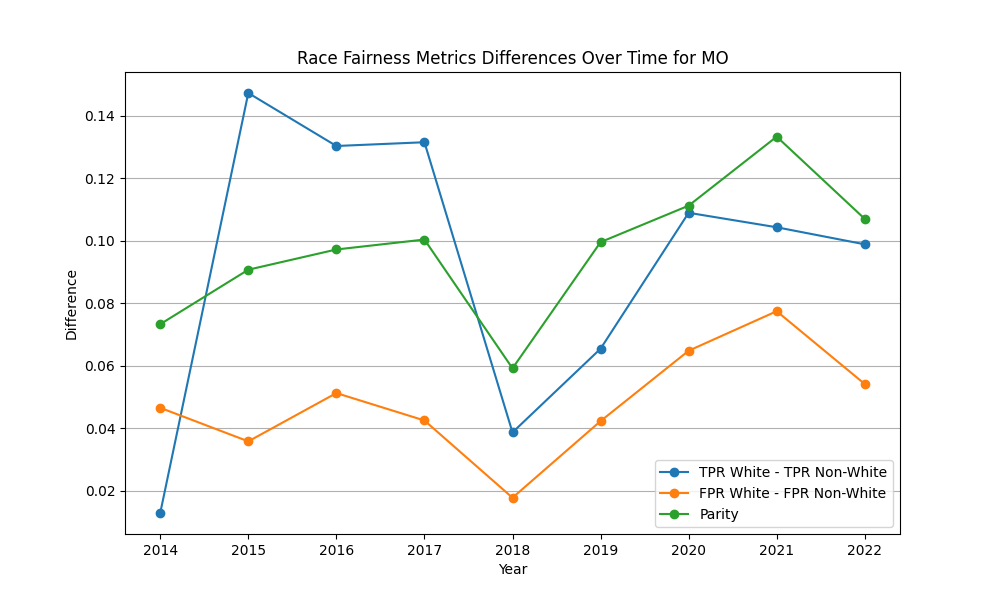 Race Fairness Metrics Differences Over Time for MO
Difference
0.14
0.12
0.10
0.08
0.06
0.04
0.02
TPR White - TPR Non-White
FPR White - FPR Non-White
Parity
2014 2015 2016 2017 2018 2019 2020 2021 2022
Year